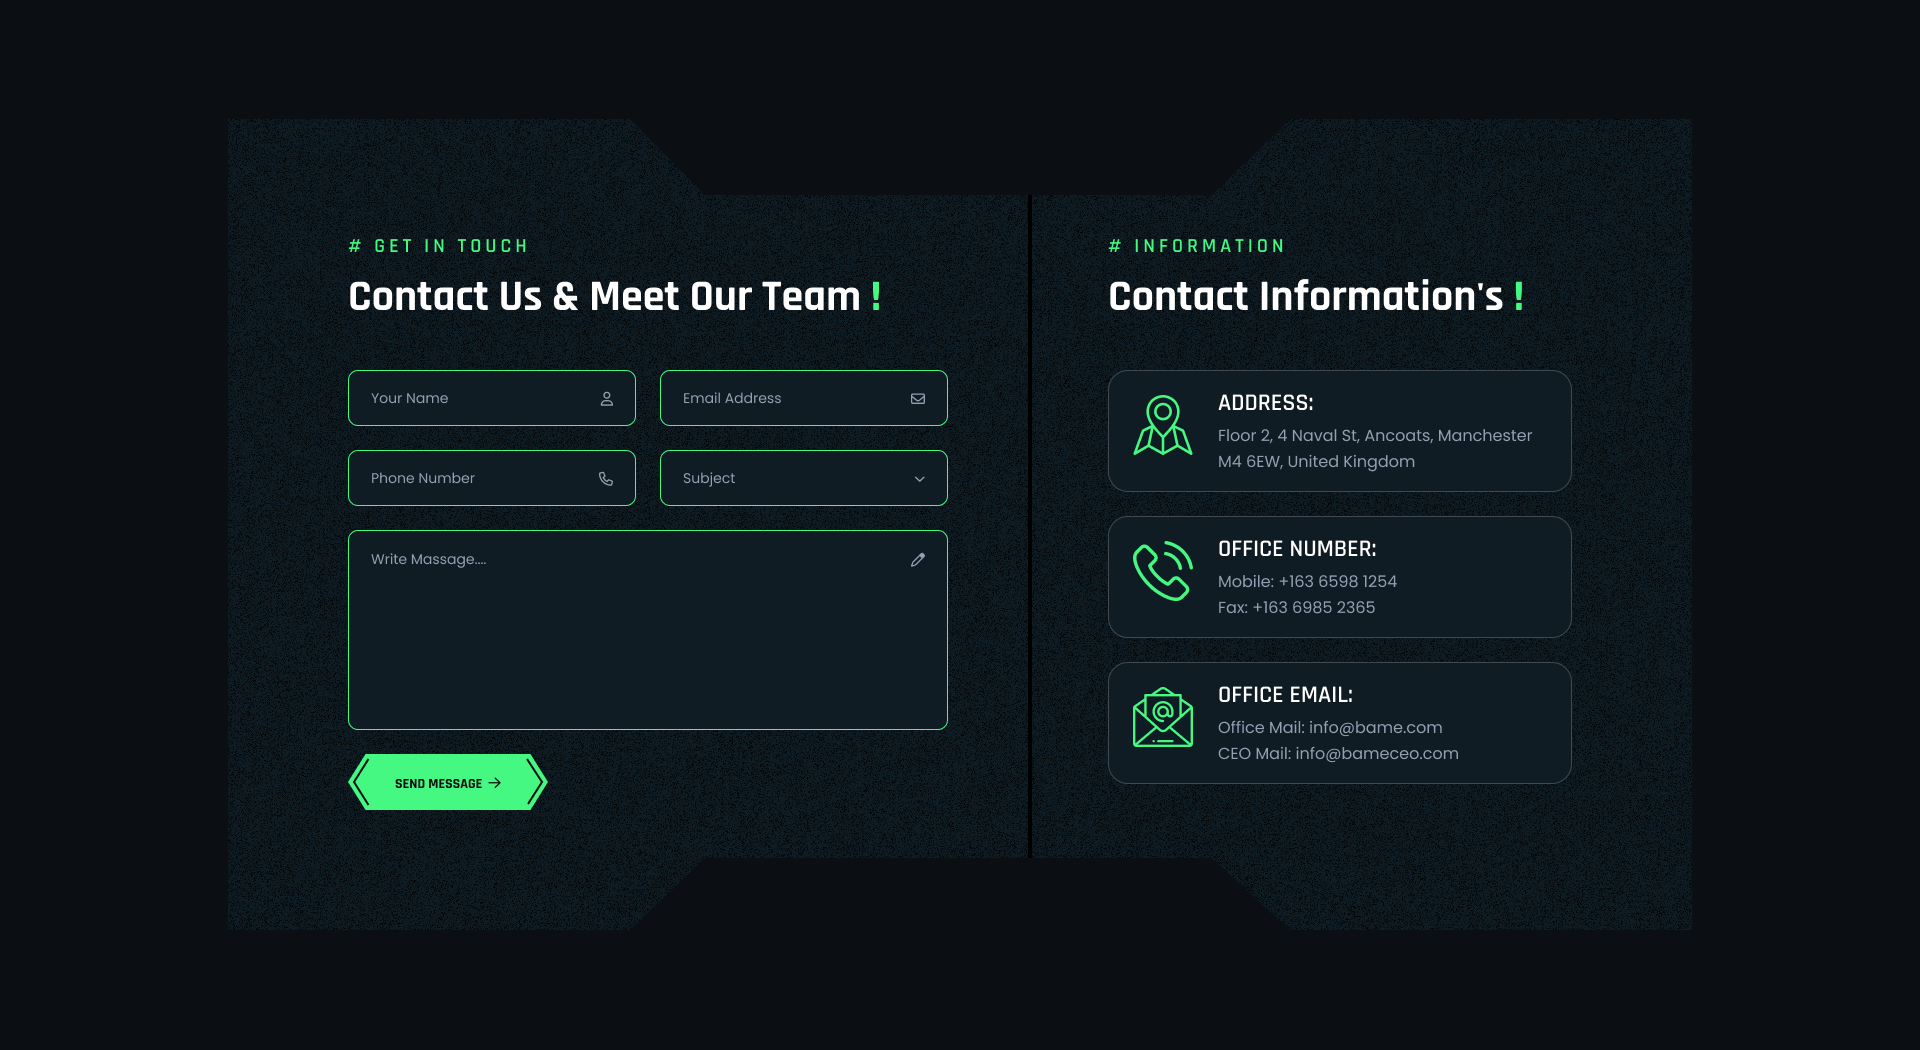 # GET IN TOUCH
Contact Us & Meet Our Team !
Your Name
Email Address
Phone Number
Subject
Write Massage....
SEND MESSAGE
# INFORMATION
Contact Information's !
ADDRESS:
Floor 2, 4 Naval St, Ancoats, Manchester
M4 6EW, United Kingdom
OFFICE NUMBER:
Mobile: +163 6598 1254
Fax: +163 6985 2365
OFFICE EMAIL:
Office Mail: info@bame.com
CEO Mail: info@bameceo.com